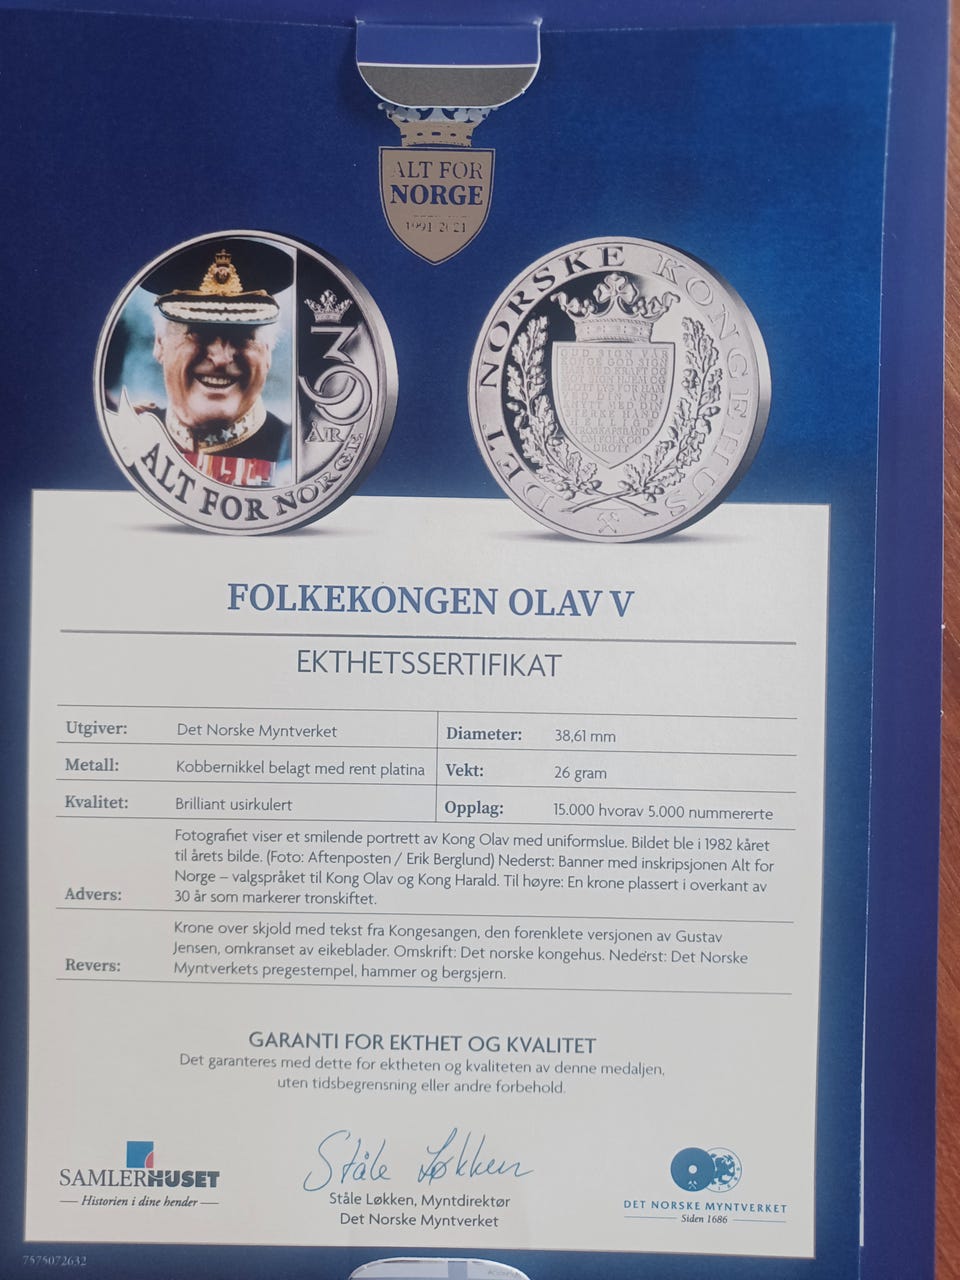 ALT FOR
NORGE
1991-2021
30
ÅR
ALT FOR NORGE
DET NORSKE KONGEHUS
GUD SIGN VÅR
KONGE GOD
DROTT
FOLKEKONGEN OLAV V
EKTHETSSERTIFIKAT
Utgiver: Det Norske Myntverket
Diameter: 38,61 mm
Metall: Kobbernikkel belagt med rent platina
Vekt: 26 gram
Kvalitet: Brilliant usirkulert
Opplag: 15.000 hvorav 5.000 nummererte
Fotografiet viser et smilende portrett av Kong Olav med uniformslue. Bildet ble i 1982 kåret
til årets bilde. (Foto: Aftenposten / Erik Berglund) Nederst: Banner med inskripsjonen Alt for
Norge – valgspråket til Kong Olav og Kong Harald. Til høyre: En krone plassert i overkant av
Advers: 30 år som markerer tronskiftet.
Krone over skjold med tekst fra Kongesangen, den forenklete versjonen av Gustav
Jensen, omkranset av eikeblader. Omskrift: Det norske kongehus. Nederst: Det Norske
Revers: Myntverkets pregestempel, hammer og bergsjern.
GARANTI FOR EKTHET OG KVALITET
Det garanteres med dette for ektheten og kvaliteten av denne medaljen,
uten tidsbegrensning eller andre forbehold.
SAMLERHUSET
Historien i dine hender
Ståle Løkken
Ståle Løkken, Myntdirektør
Det Norske Myntverket
DET NORSKE MYNTVERKET
Siden 1686
7575072632